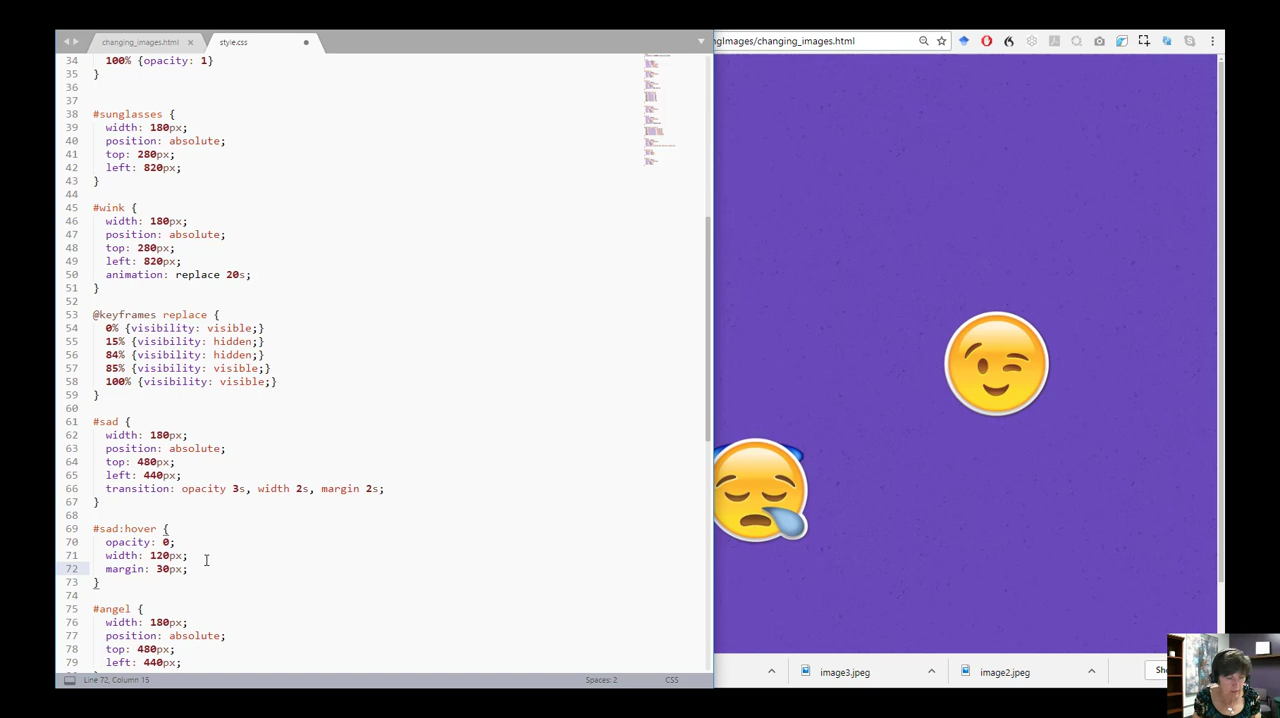 changing_images.html
style.css
ngImages/changing_images.html
34 100% {opacity: 1}
35 }
36
37
38 #sunglasses {
39 width: 180px;
40 position: absolute;
41 top: 280px;
42 left: 820px;
43 }
44
45 #wink {
46 width: 180px;
47 position: absolute;
48 top: 280px;
49 left: 820px;
50 animation: replace 20s;
51 }
52
53 @keyframes replace {
54 0% {visibility: visible;}
55 15% {visibility: hidden;}
56 84% {visibility: hidden;}
57 85% {visibility: visible;}
58 100% {visibility: visible;}
59 }
60
61 #sad {
62 width: 180px;
63 position: absolute;
64 top: 480px;
65 left: 440px;
66 transition: opacity 3s, width 2s, margin 2s;
67 }
68
69 #sad:hover {
70 opacity: 0;
71 width: 120px;
72 margin: 30px;
73 }
74
75 #angel {
76 width: 180px;
77 position: absolute;
78 top: 480px;
79 left: 440px;
Line 72, Column 15
Spaces: 2
CSS
image3.jpeg
image2.jpeg